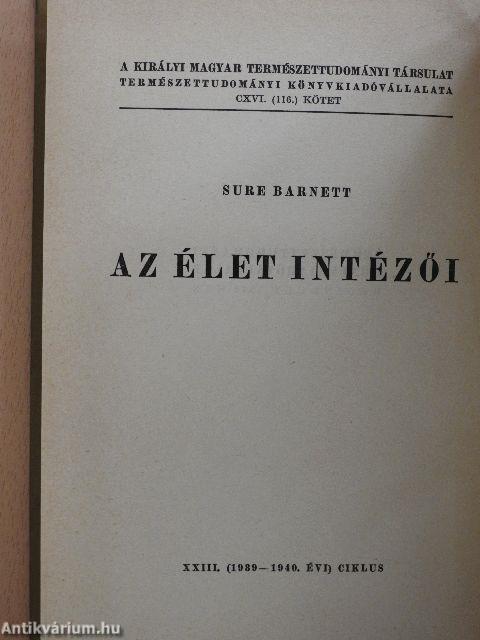 A KIRÁLYI MAGYAR TERMÉSZETTUDOMÁNYI TÁRSULAT
TERMÉSZETTUDOMÁNYI KÖNYVKIADÓVÁLLALATA
CXVI. (116.) KÖTET
SURE BARNETT
AZ ÉLET INTÉZŐI
XXIII. (1939—1940. ÉVI) CIKLUS
Antikvárium.hu